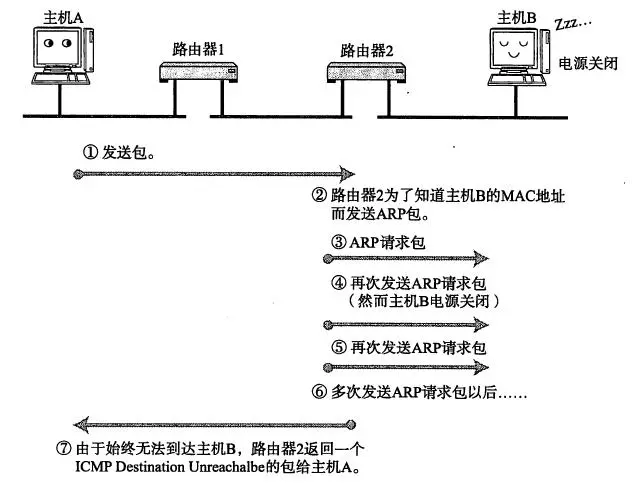 主机A
主机B
Zzz...
路由器1
路由器2
电源关闭
① 发送包。
② 路由器2为了知道主机B的MAC地址
而发送ARP包。
③ ARP请求包
④ 再次发送ARP请求包
（然而主机B电源关闭）
⑤ 再次发送ARP请求包
⑥ 多次发送ARP请求包以后……
⑦ 由于始终无法到达主机B，路由器2返回一个
ICMP Destination Unreachalbe的包给主机A。